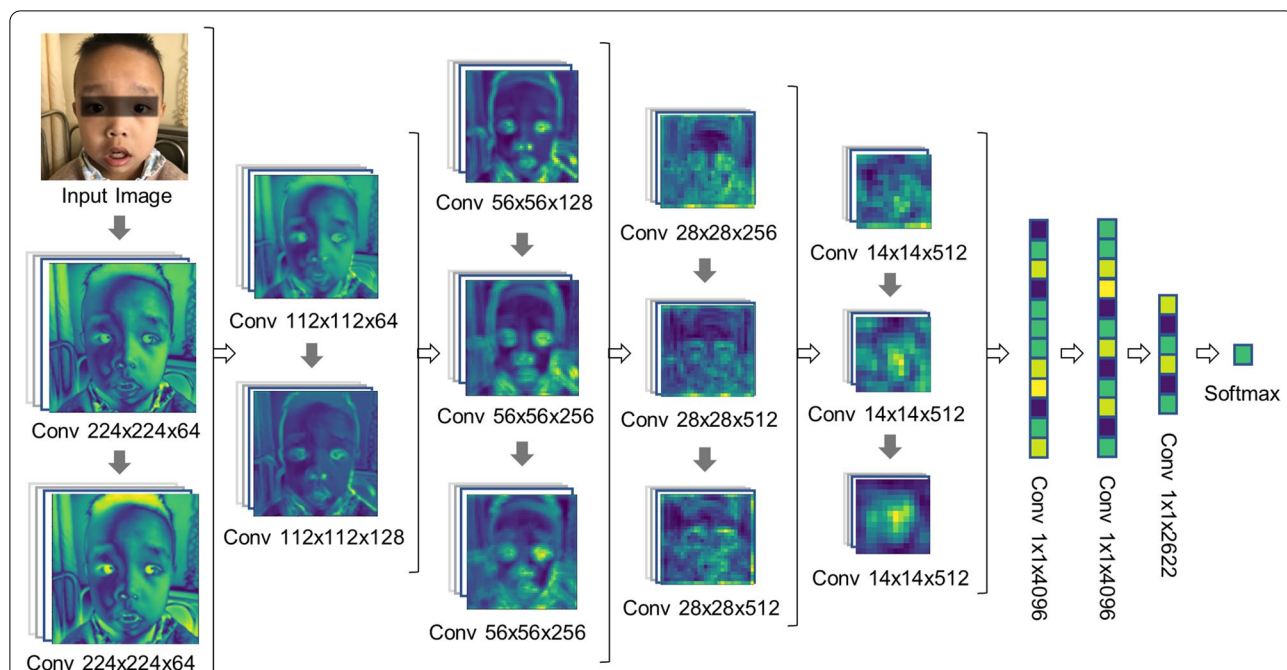 Input Image
Conv 224x224x64
Conv 224x224x64
Conv 112x112x64
Conv 112x112x128
Conv 56x56x128
Conv 56x56x256
Conv 56x56x256
Conv 28x28x256
Conv 28x28x512
Conv 28x28x512
Conv 14x14x512
Conv 14x14x512
Conv 14x14x512
Conv 1x1x4096
Conv 1x1x4096
Conv 1x1x2622
Softmax